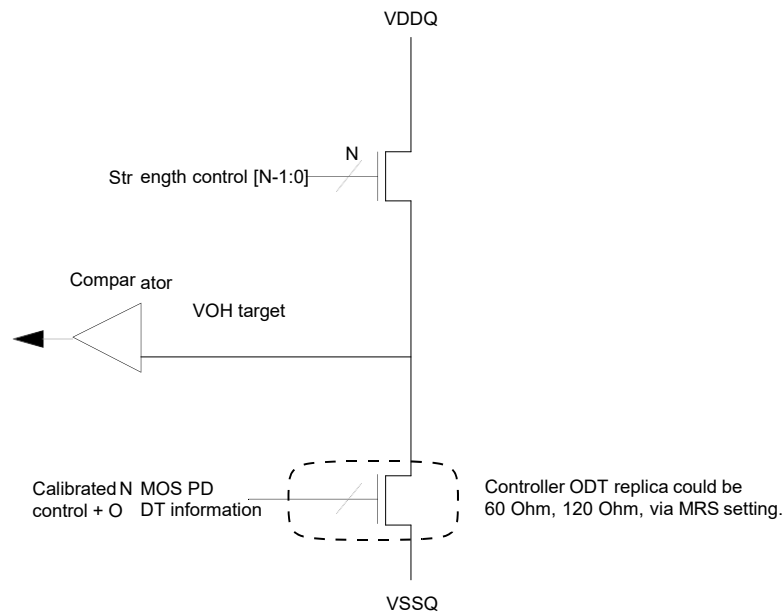 VDDQ
N
Str ength control [N-1:0]
Compar ator
VOH target
Calibrated N MOS PD
control + O DT information
Controller ODT replica could be
60 Ohm, 120 Ohm, via MRS setting.
VSSQ